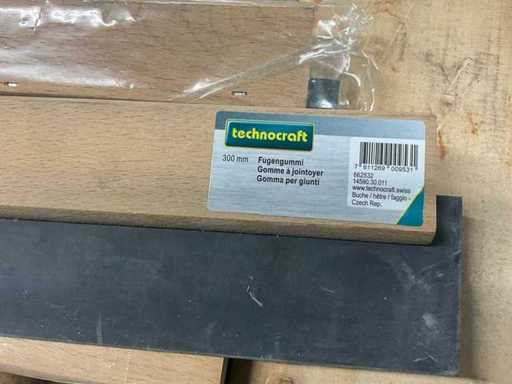 technocraft
300 mm
Fugengummi
Gomme à jointoyer
Gomma per giunti
7 611269 009531
662532
14580.30.011
www.technocraft.swiss
Buche / hêtre / faggio -
Czech Rep.